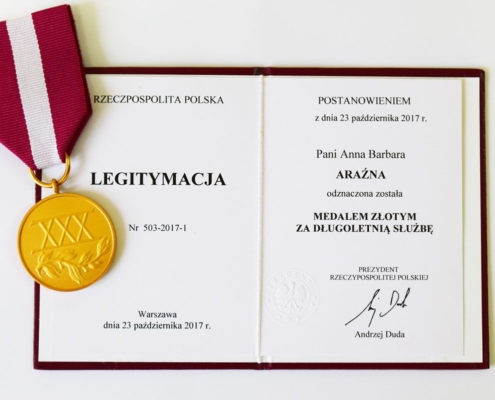 XXX
RZECZPOSPOLITA POLSKA
LEGITYMACJA
Nr 503-2017-1
Warszawa
dnia 23 października 2017 r.
POSTANOWIENIEM
z dnia 23 października 2017 r.
Pani Anna Barbara
ARAŹNA
odznaczona została
MEDALEM ZŁOTYM
ZA DŁUGOLETNIĄ SŁUŻBĘ
PREZYDENT
RZECZYPOSPOLITEJ POLSKIEJ
Andrzej Duda